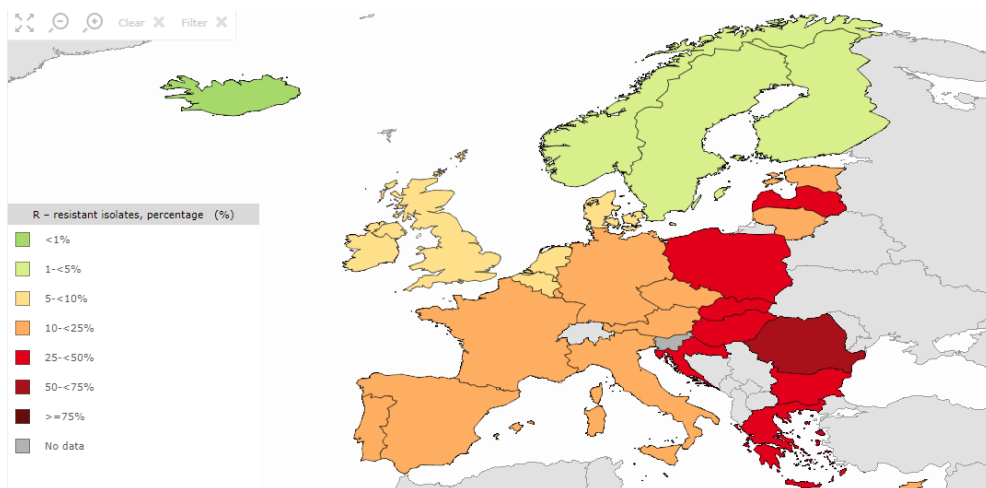 Clear ✖ Filter ✖
R – resistant isolates, percentage (%)
<1%
1-<5%
5-<10%
10-<25%
25-<50%
50-<75%
>=75%
No data